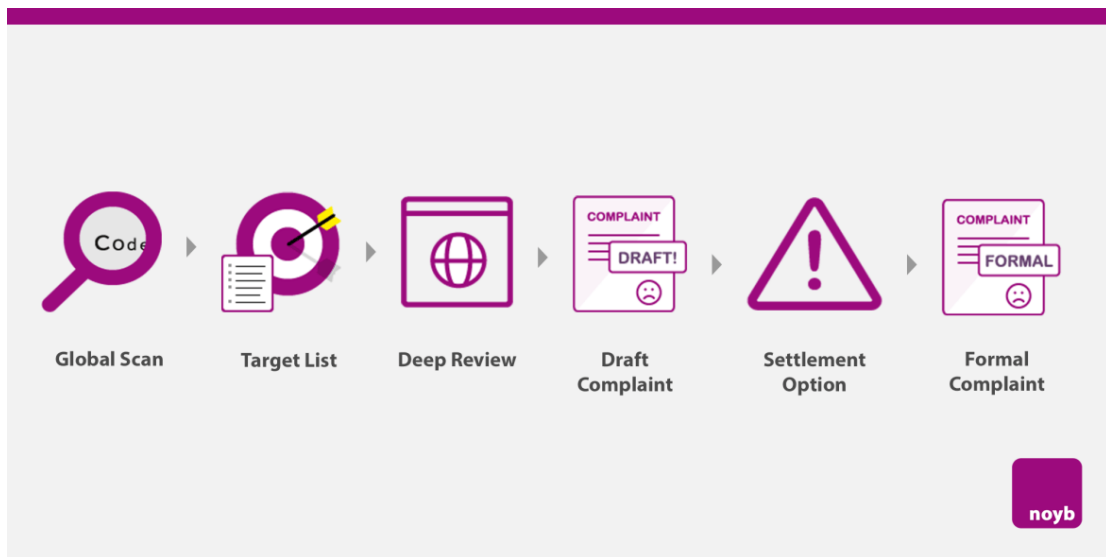 Code
COMPLAINT
DRAFT!
COMPLAINT
FORMAL
Global Scan
Target List
Deep Review
Draft
Complaint
Settlement
Option
Formal
Complaint
noyb